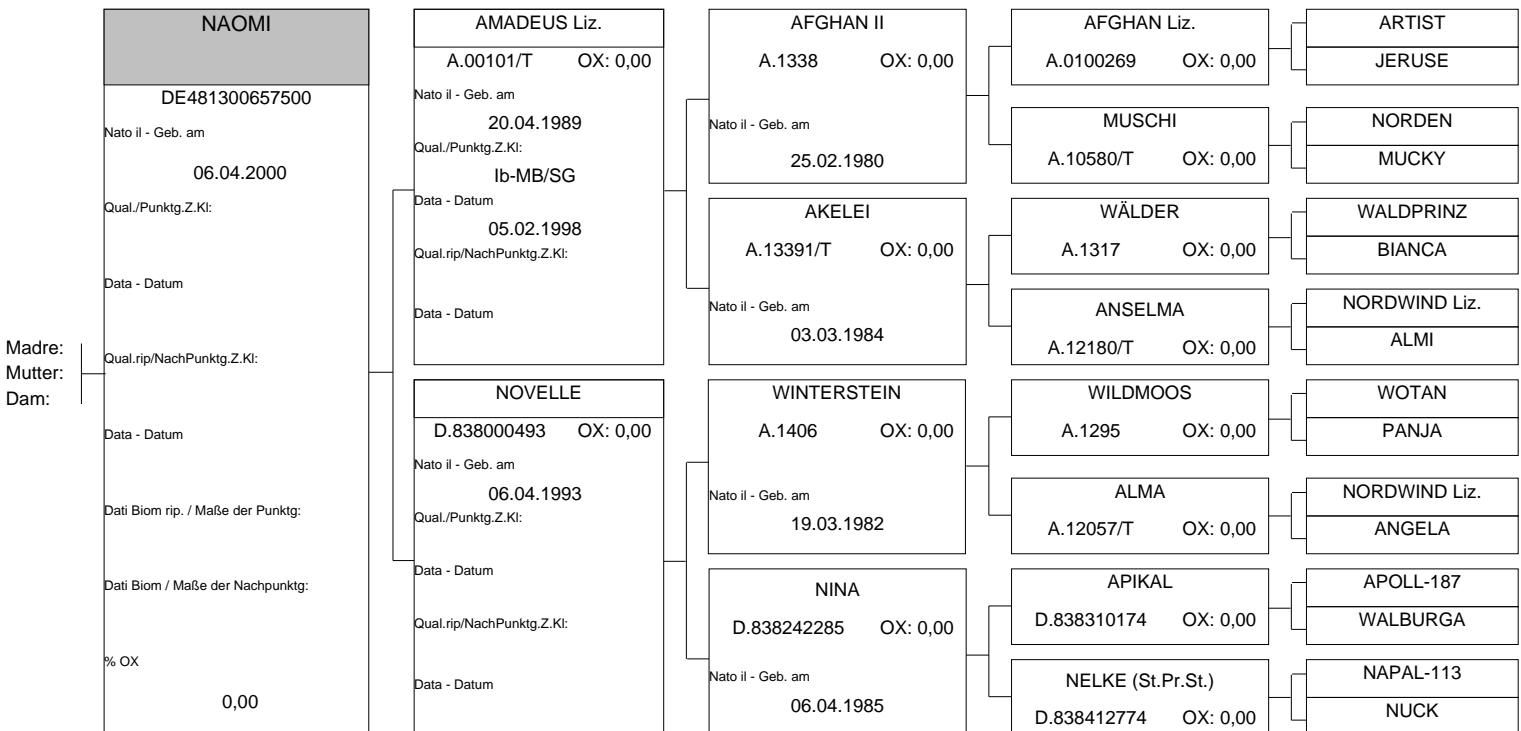 Madre:
Mutter:
Dam:
NAOMI
DE481300657500
Nato il - Geb. am
06.04.2000
Qual./Punktg.Z.Kl:
Data - Datum
Qual.rip/NachPunktg.Z.Kl:
Data - Datum
Dati Biom rip. / Maße der Punktg:
Dati Biom / Maße der Nachpunktg:
% OX
0,00
AMADEUS Liz.
A.00101/T OX: 0,00
Nato il - Geb. am
20.04.1989
Qual./Punktg.Z.Kl:
Ib-MB/SG
Data - Datum
05.02.1998
Qual.rip/NachPunktg.Z.Kl:
Data - Datum
NOVELLE
D.838000493 OX: 0,00
Nato il - Geb. am
06.04.1993
Qual./Punktg.Z.Kl:
Data - Datum
Qual.rip/NachPunktg.Z.Kl:
Data - Datum
AFGHAN II
A.1338 OX: 0,00
Nato il - Geb. am
25.02.1980
AKELEI
A.13391/T OX: 0,00
Nato il - Geb. am
03.03.1984
WINTERSTEIN
A.1406 OX: 0,00
Nato il - Geb. am
19.03.1982
NINA
D.838242285 OX: 0,00
Nato il - Geb. am
06.04.1985
AFGHAN Liz.
A.0100269 OX: 0,00
MUSCHI
A.10580/T OX: 0,00
WÄLDER
A.1317 OX: 0,00
ANSELMA
A.12180/T OX: 0,00
WILDMOOS
A.1295 OX: 0,00
ALMA
A.12057/T OX: 0,00
APIKAL
D.838310174 OX: 0,00
NELKE (St.Pr.St.)
D.838412774 OX: 0,00
ARTIST
JERUSE
NORDEN
MUCKY
WALDPRINZ
BIANCA
NORDWIND Liz.
ALMI
WOTAN
PANJA
NORDWIND Liz.
ANGELA
APOLL-187
WALBURGA
NAPAL-113
NUCK